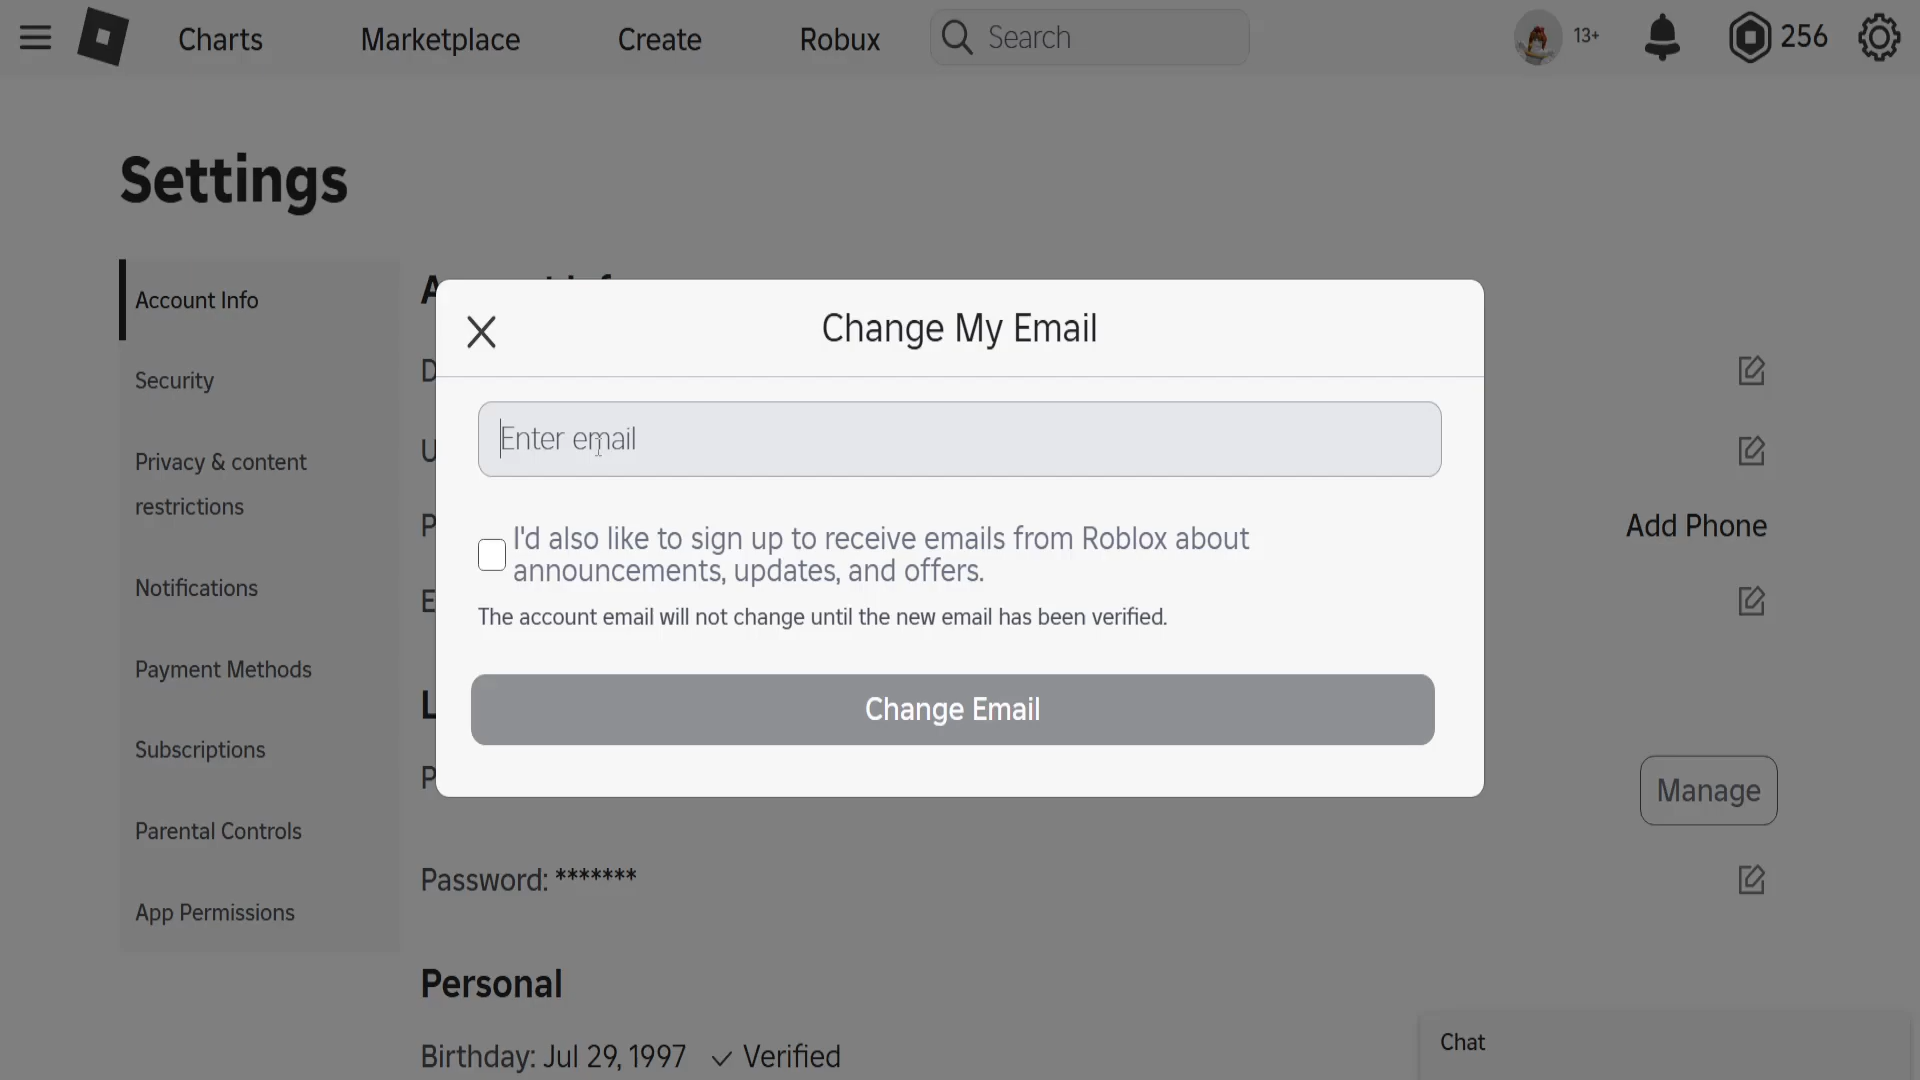 Charts
Marketplace
Create
Robux
Search
13+
256
Settings
Account Info
Security
Privacy & content
restrictions
Notifications
Payment Methods
Subscriptions
Parental Controls
App Permissions
Change My Email
Enter email
I'd also like to sign up to receive emails from Roblox about
announcements, updates, and offers.
The account email will not change until the new email has been verified.
Change Email
Add Phone
Manage
Password: *******
Personal
Birthday: Jul 29, 1997 ✓ Verified
Chat